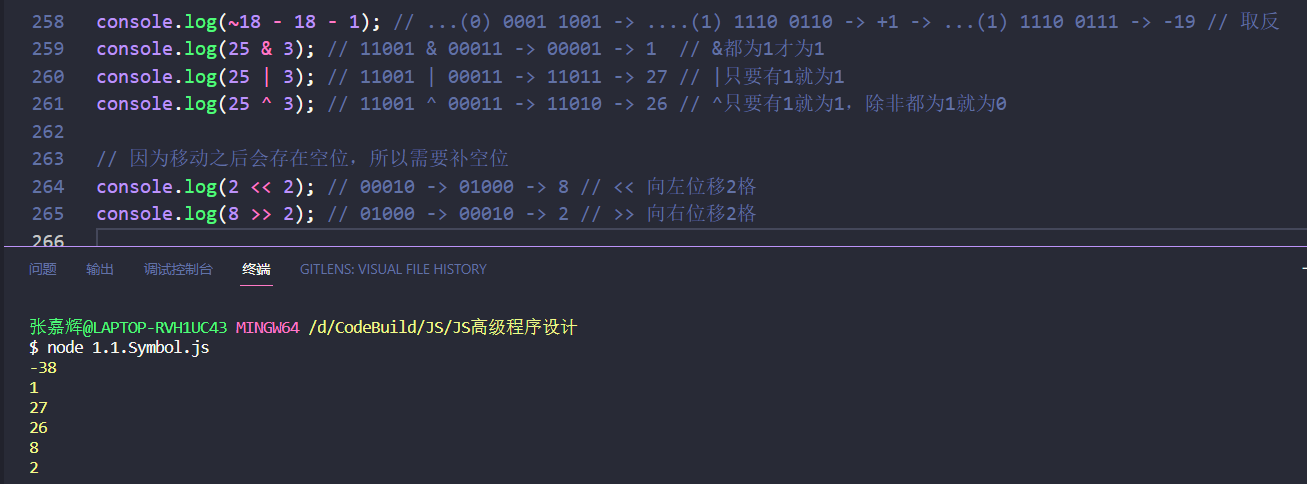 258 console.log(~18 - 18 - 1); // ...(0) 0001 1001 -> ....(1) 1110 0110 -> +1 -> ...(1) 1110 0111 -> -19 // 取反
259 console.log(25 & 3); // 11001 & 00011 -> 00001 -> 1  // &都为1才为1
260 console.log(25 | 3); // 11001 | 00011 -> 11011 -> 27 // |只要有1就为1
261 console.log(25 ^ 3); // 11001 ^ 00011 -> 11010 -> 26 // ^只要有1就为1，除非都为1就为0
262
263 // 因为移动之后会存在空位，所以需要补空位
264 console.log(2 << 2); // 00010 -> 01000 -> 8 // << 向左位移2格
265 console.log(8 >> 2); // 01000 -> 00010 -> 2 // >> 向右位移2格
266
问题 输出 调试控制台 终端 GITLENS: VISUAL FILE HISTORY
张嘉辉@LAPTOP-RVH1UC43 MINGW64 /d/CodeBuild/JS/JS高级程序设计
$ node 1.1.Symbol.js
-38
1
27
26
8
2